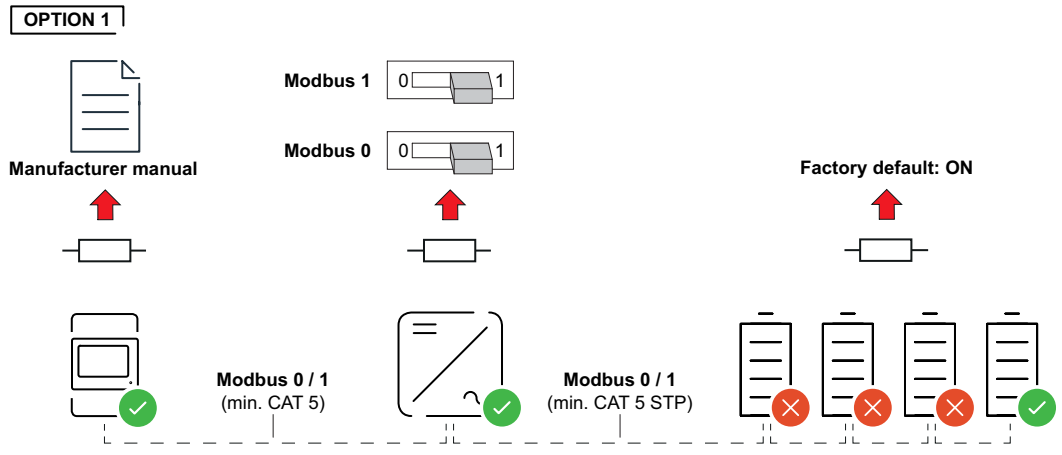 OPTION 1
Modbus 1
0
1
Modbus 0
0
1
Manufacturer manual
Factory default: ON
Modbus 0 / 1
(min. CAT 5)
Modbus 0 / 1
(min. CAT 5 STP)